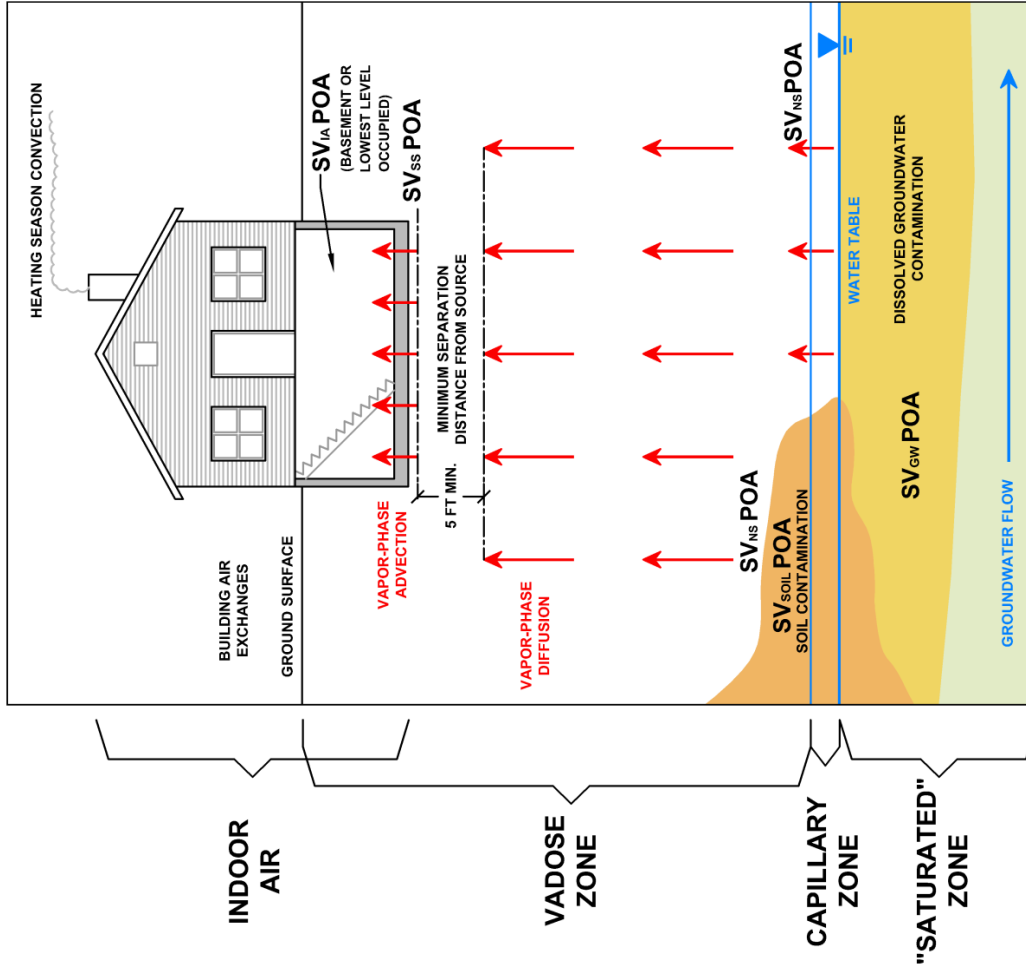 HEATING SEASON CONVECTION
BUILDING AIR
EXCHANGES
GROUND SURFACE
SVIA POA
(BASEMENT OR
LOWEST LEVEL
OCCUPIED)
SVSS POA
VAPOR-PHASE
ADVECTION
5 FT MIN.
MINIMUM SEPARATION
DISTANCE FROM SOURCE
VAPOR-PHASE
DIFFUSION
SVNS POA
SVNS POA
SVSOIL POA
SOIL CONTAMINATION
WATER TABLE
DISSOLVED GROUNDWATER
CONTAMINATION
SVGW POA
GROUNDWATER FLOW
INDOOR
AIR
VADOSE
ZONE
CAPILLARY
ZONE
"SATURATED"
ZONE